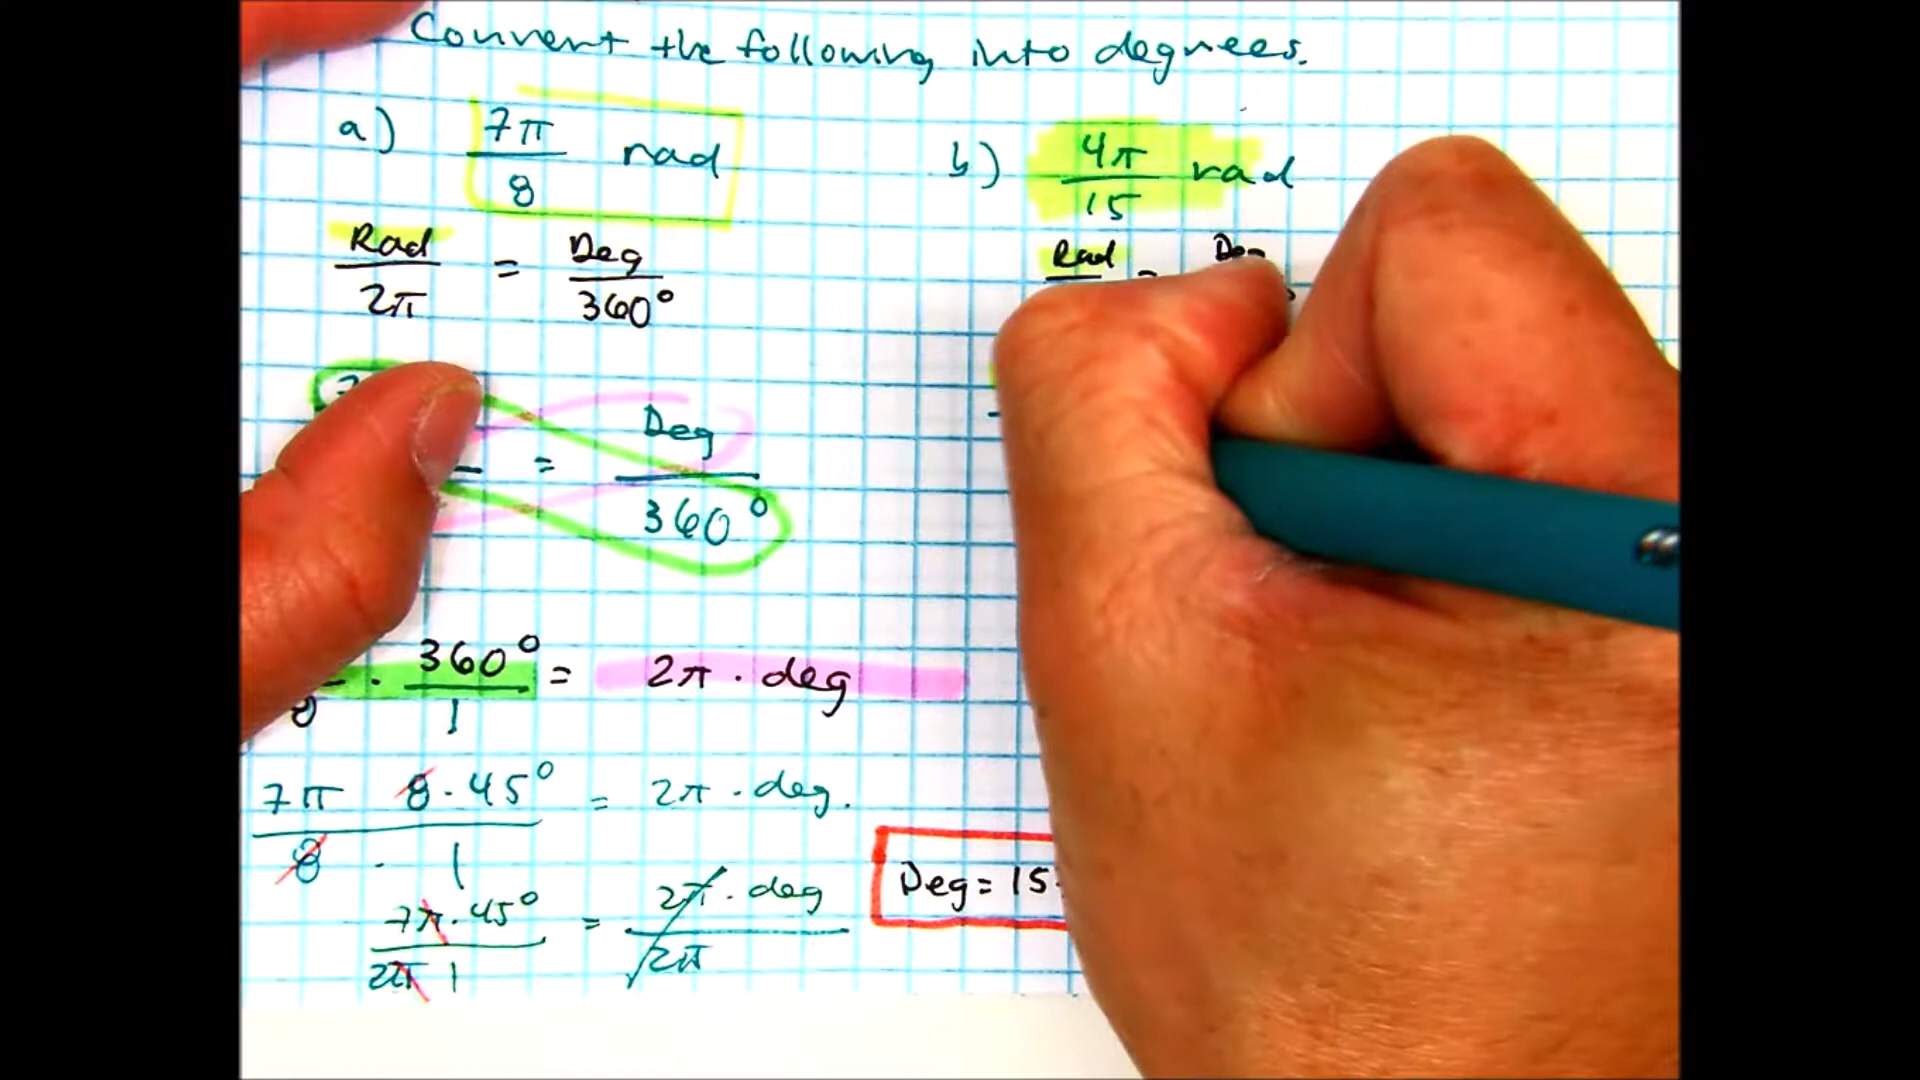 Convert the following into degrees.
a) 7π/8 rad
Rad/2π = Deg/360°
= Deg/360°
· 360°/1 = 2π · deg
7π 8 · 45° / 8 · 1 = 2π · deg.
7π · 45° / 2π 1 = 2π · deg / 2π
Deg = 15
b) 4π/15 rad
Rad =